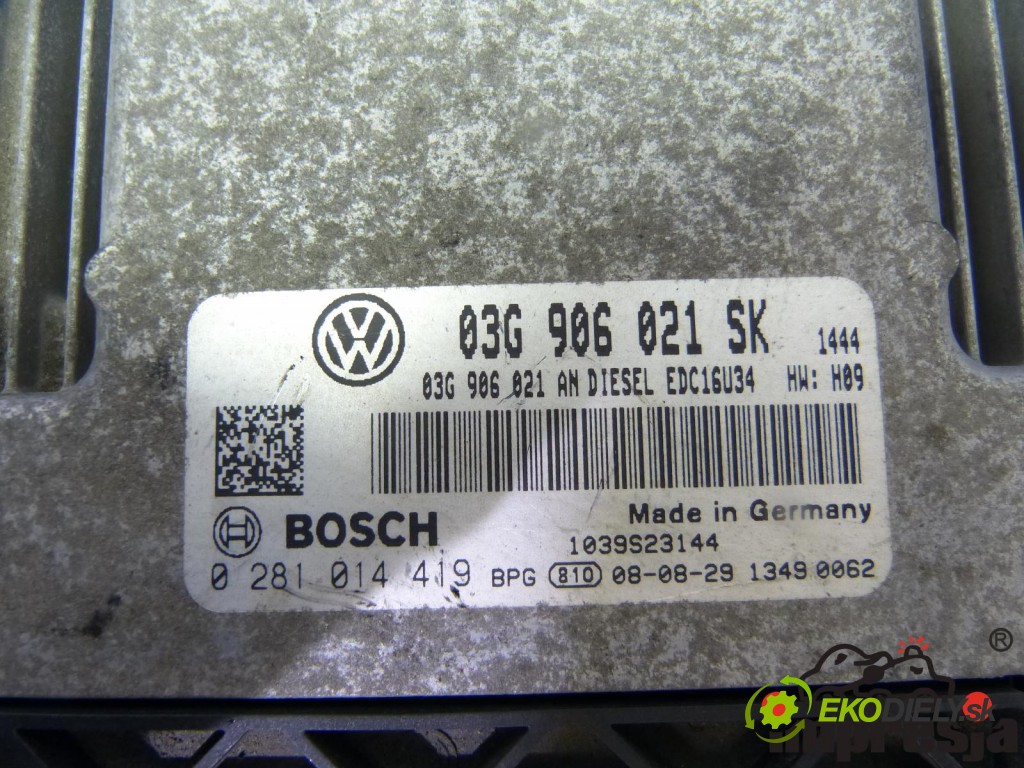 03G 906 021 SK 1444
03G 906 021 AN DIESEL EDC16U34 HW: H09
Made in Germany
BOSCH
1039S23144
0 281 014 419 BPG 810 08-08-29 1349 0062
®
EKODIELY.sk